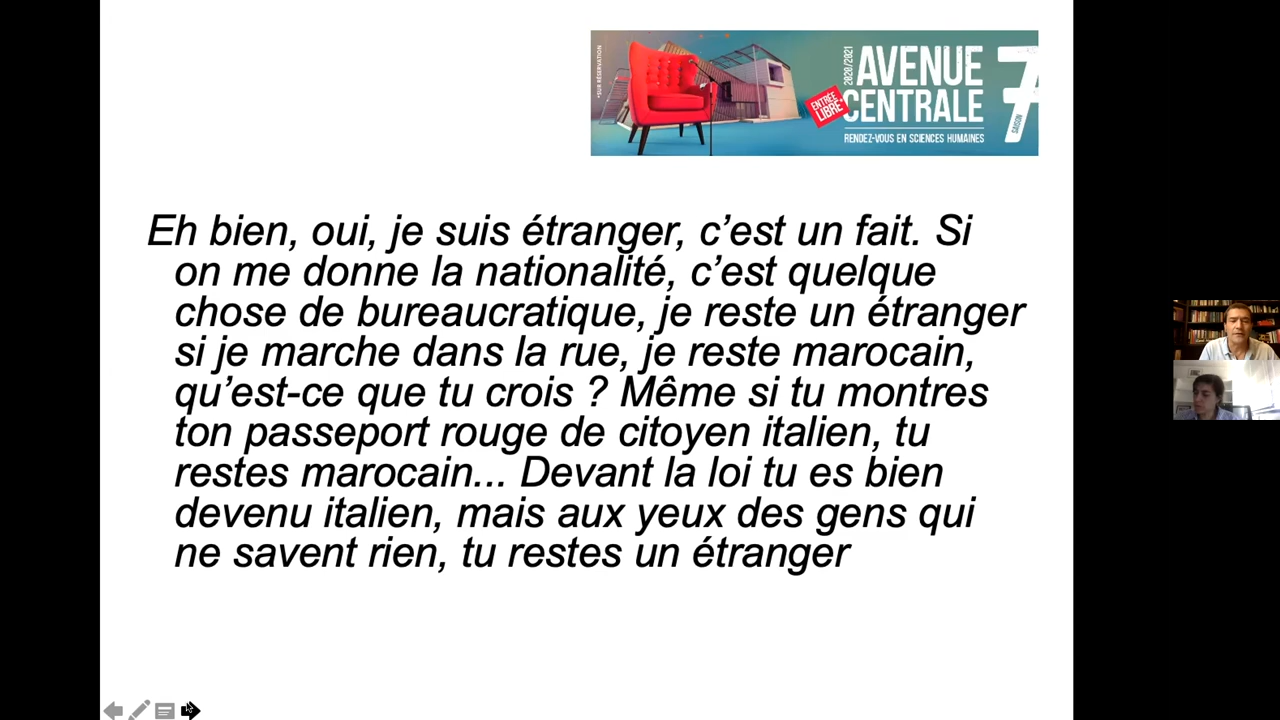 *SUR RÉSERVATION
2020/2021
AVENUE
CENTRALE
ENTRÉE
LIBRE*
RENDEZ-VOUS EN SCIENCES HUMAINES
SAISON
7
Eh bien, oui, je suis étranger, c’est un fait. Si
on me donne la nationalité, c’est quelque
chose de bureaucratique, je reste un étranger
si je marche dans la rue, je reste marocain,
qu’est-ce que tu crois ? Même si tu montres
ton passeport rouge de citoyen italien, tu
restes marocain... Devant la loi tu es bien
devenu italien, mais aux yeux des gens qui
ne savent rien, tu restes un étranger